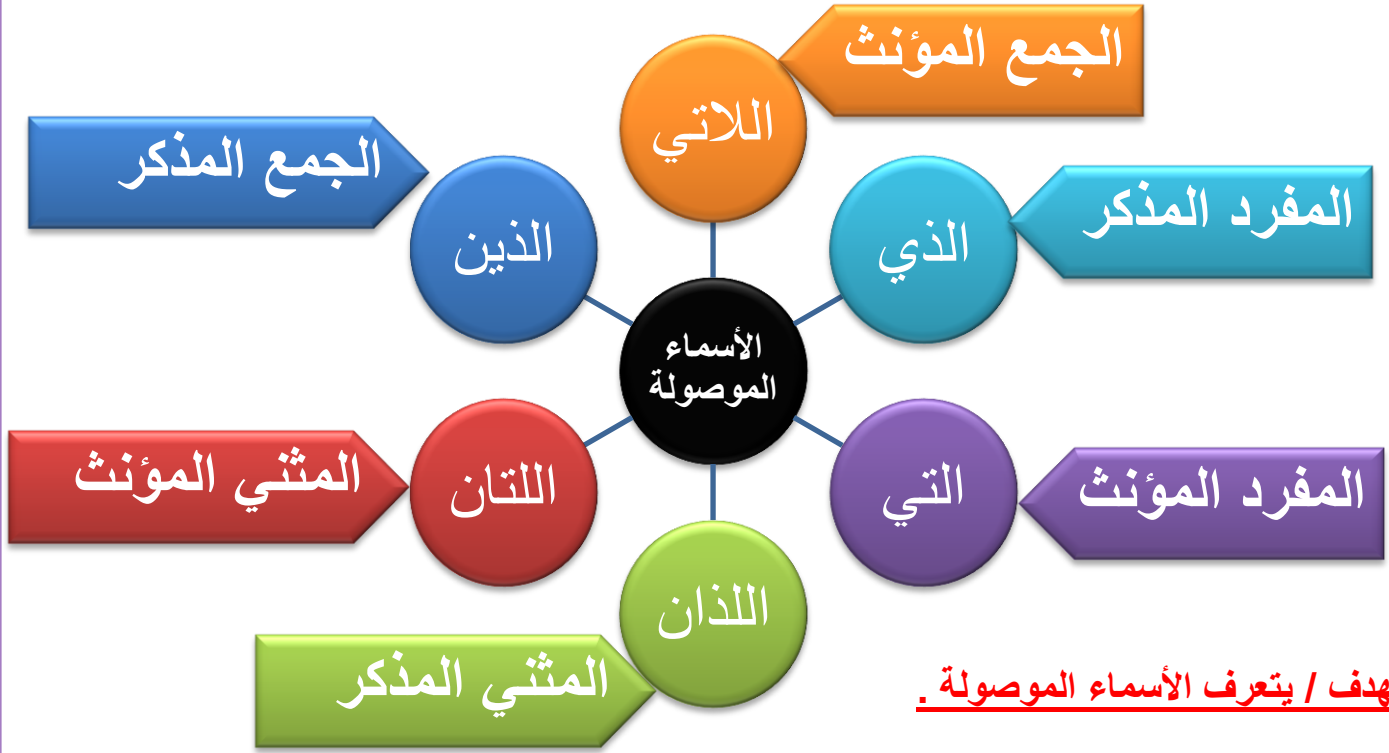 الجمع المؤنث
اللاتي
الجمع المذكر
الذين
المفرد المذكر
الذي
الأسماء
الموصولة
المثني المؤنث
اللتان
المفرد المؤنث
التي
اللذان
المثني المذكر
هدف / يتعرف الأسماء الموصولة .